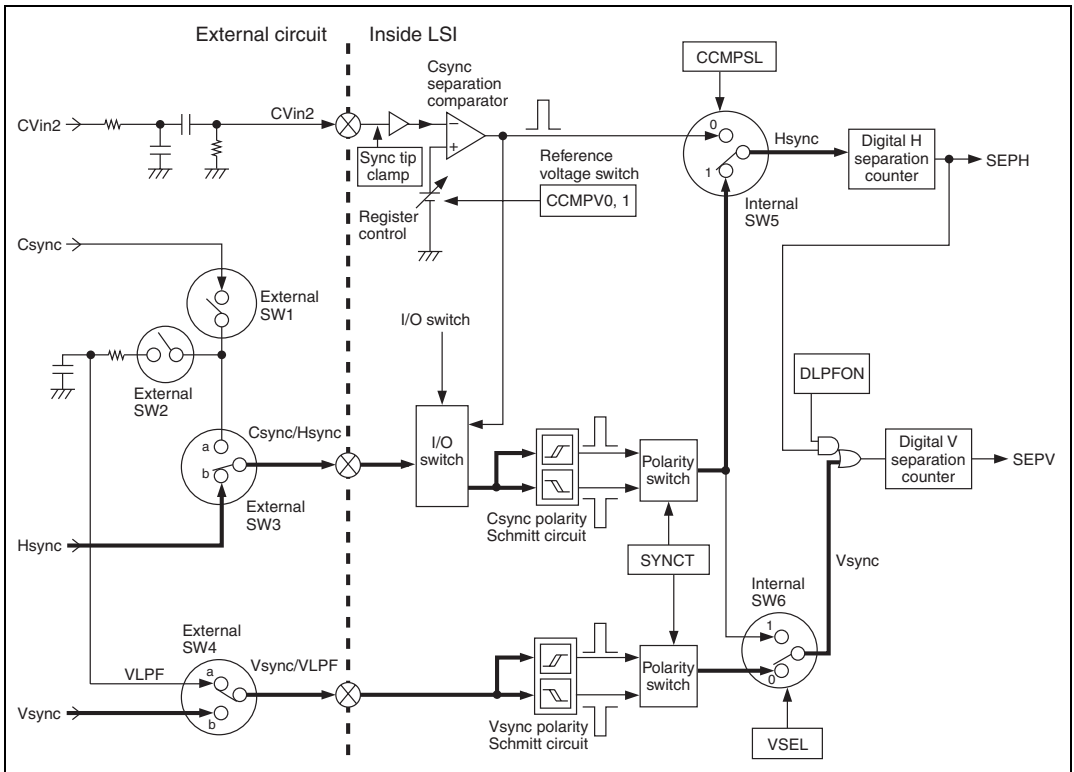 External circuit
Inside LSI
CCMPSL
Csync
separation
comparator
CVin2
CVin2
0
Hsync
Digital H
separation
counter
SEPH
Sync tip
clamp
Reference
voltage switch
1
CCMPV0, 1
Internal
SW5
Register
control
Csync
External
SW1
I/O switch
External
SW2
DLPFON
a
Csync/Hsync
I/O
switch
Digital V
separation
counter
SEPV
b
Polarity
switch
External
SW3
Csync polarity
Schmitt circuit
Hsync
SYNCT
Vsync
Internal
SW6
External
SW4
1
VLPF
a
Vsync/VLPF
Polarity
switch
0
Vsync
b
Vsync polarity
Schmitt circuit
VSEL